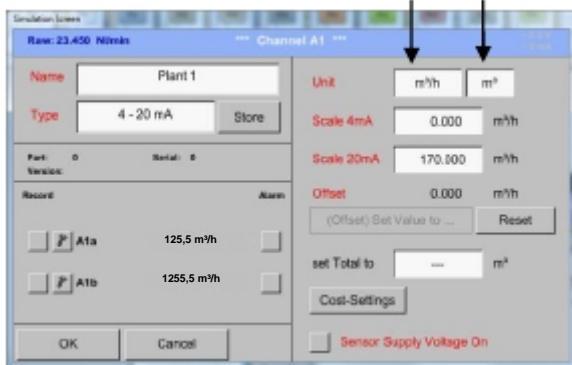 Simulation Screen
Raw: 23.450 Nl/min
*** Channel A1 ***
Name
Plant 1
Type
4 - 20 mA
Store
Part: 0
Serial: 0
Version:
Record
Alarm
A1a
125,5 m³/h
A1b
1255,5 m³/h
OK
Cancel
Unit
m³/h
m³
Scale 4mA
0.000
m³/h
Scale 20mA
170.000
m³/h
Offset
0.000
m³/h
(Offset) Set Value to ...
Reset
set Total to
---
m³
Cost-Settings
Sensor Supply Voltage On